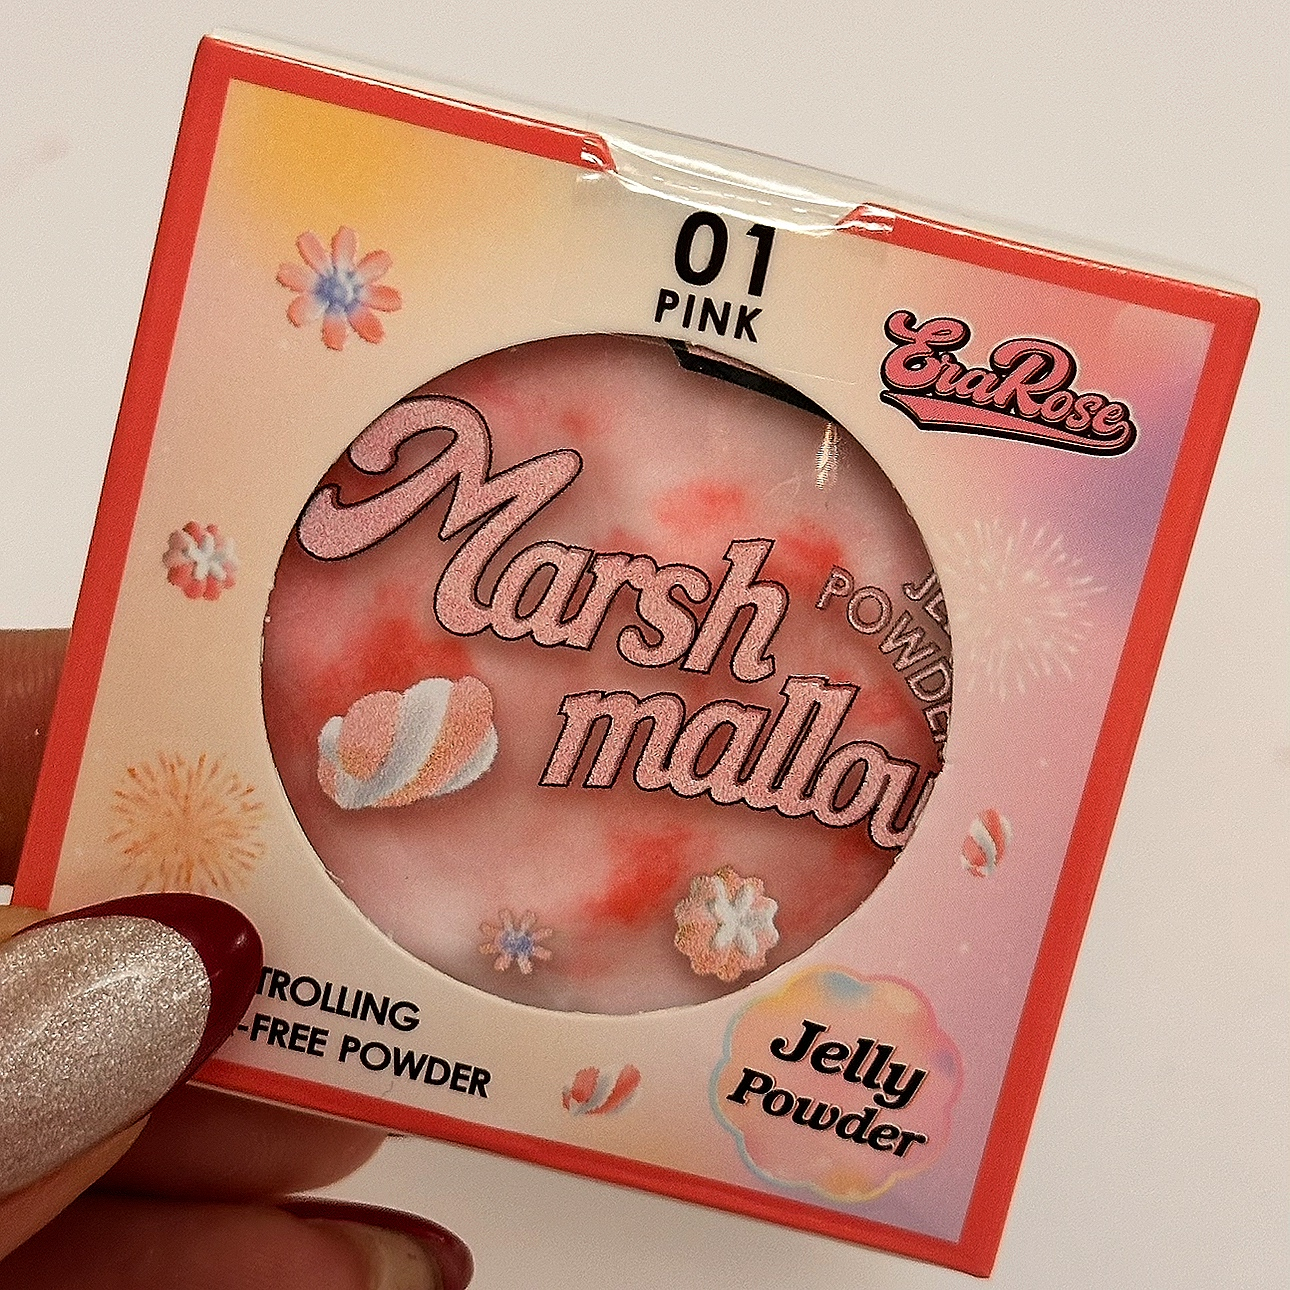 01
PINK
EraRose
Marsh
mallow
POWDER
TROLLING
-FREE POWDER
Jelly
Powder